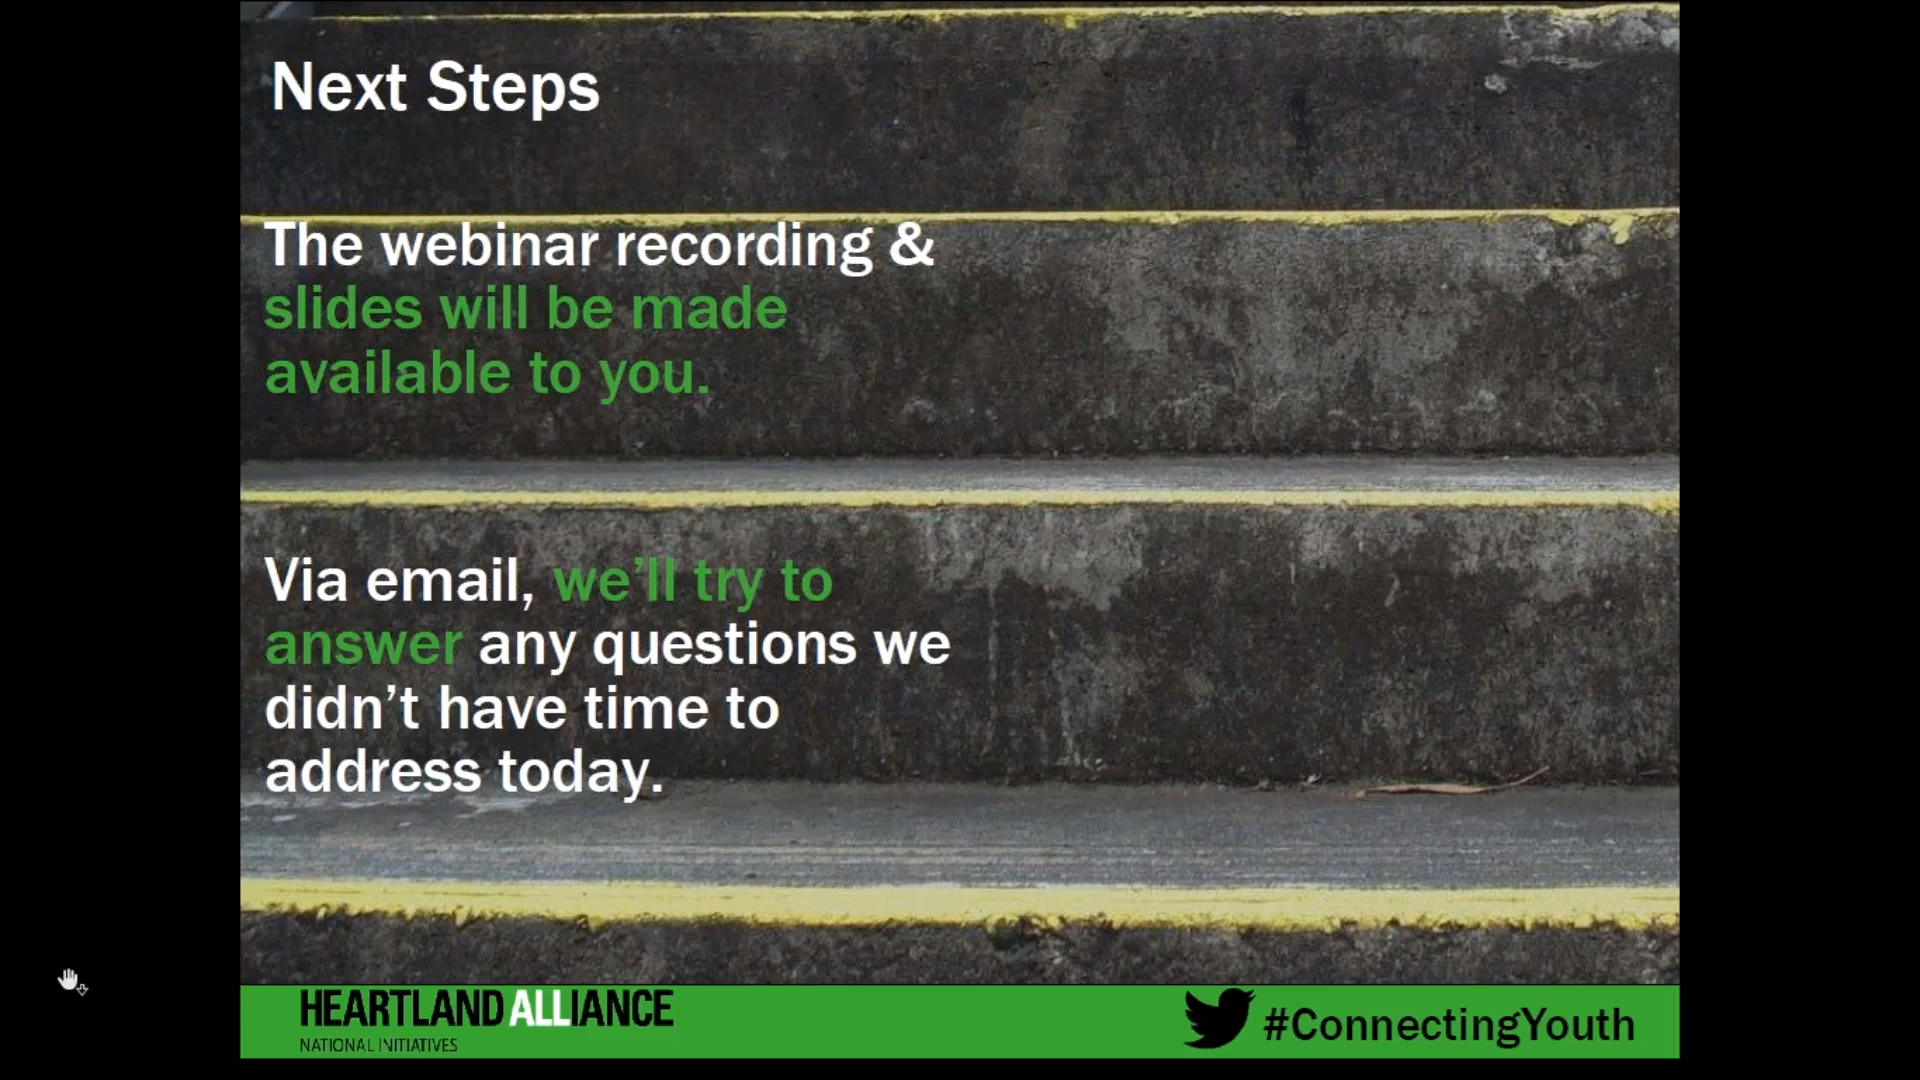 Next Steps
The webinar recording &
slides will be made
available to you.
Via email, we’ll try to
answer any questions we
didn’t have time to
address today.
HEARTLAND ALLIANCE
NATIONAL INITIATIVES
#ConnectingYouth